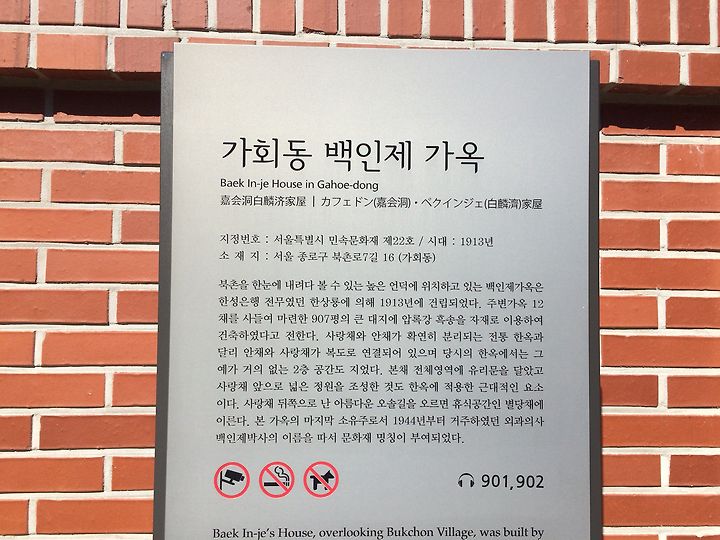 가회동 백인제 가옥
Baek In-je House in Gahoe-dong
嘉会洞白麟济家屋 | カフェドン(嘉会洞)・ペクインジェ(白麟濟)家屋
지정번호 : 서울특별시 민속문화재 제22호 / 시대 : 1913년
소 재 지 : 서울 종로구 북촌로7길 16 (가회동)
북촌을 한눈에 내려다 볼 수 있는 높은 언덕에 위치하고 있는 백인제가옥은
한성은행 전무였던 한상룡에 의해 1913년에 건립되었다. 주변가옥 12
채를 사들여 마련한 907평의 큰 대지에 압록강 흑송을 자재로 이용하여
건축하였다고 전한다. 사랑채와 안채가 확연히 분리되는 전통 한옥과
달리 안채와 사랑채가 복도로 연결되어 있으며 당시의 한옥에서는 그
예가 거의 없는 2층 공간도 지었다. 본채 전체영역에 유리문을 달았고
사랑채 앞으로 넓은 정원을 조성한 것도 한옥에 적용한 근대적인 요소
이다. 사랑채 뒤쪽으로 난 아름다운 오솔길을 오르면 휴식공간인 별당채에
이른다. 본 가옥의 마지막 소유주로서 1944년부터 거주하였던 외과의사
백인제박사의 이름을 따서 문화재 명칭이 부여되었다.
901,902
Baek In-je's House, overlooking Bukchon Village, was built by